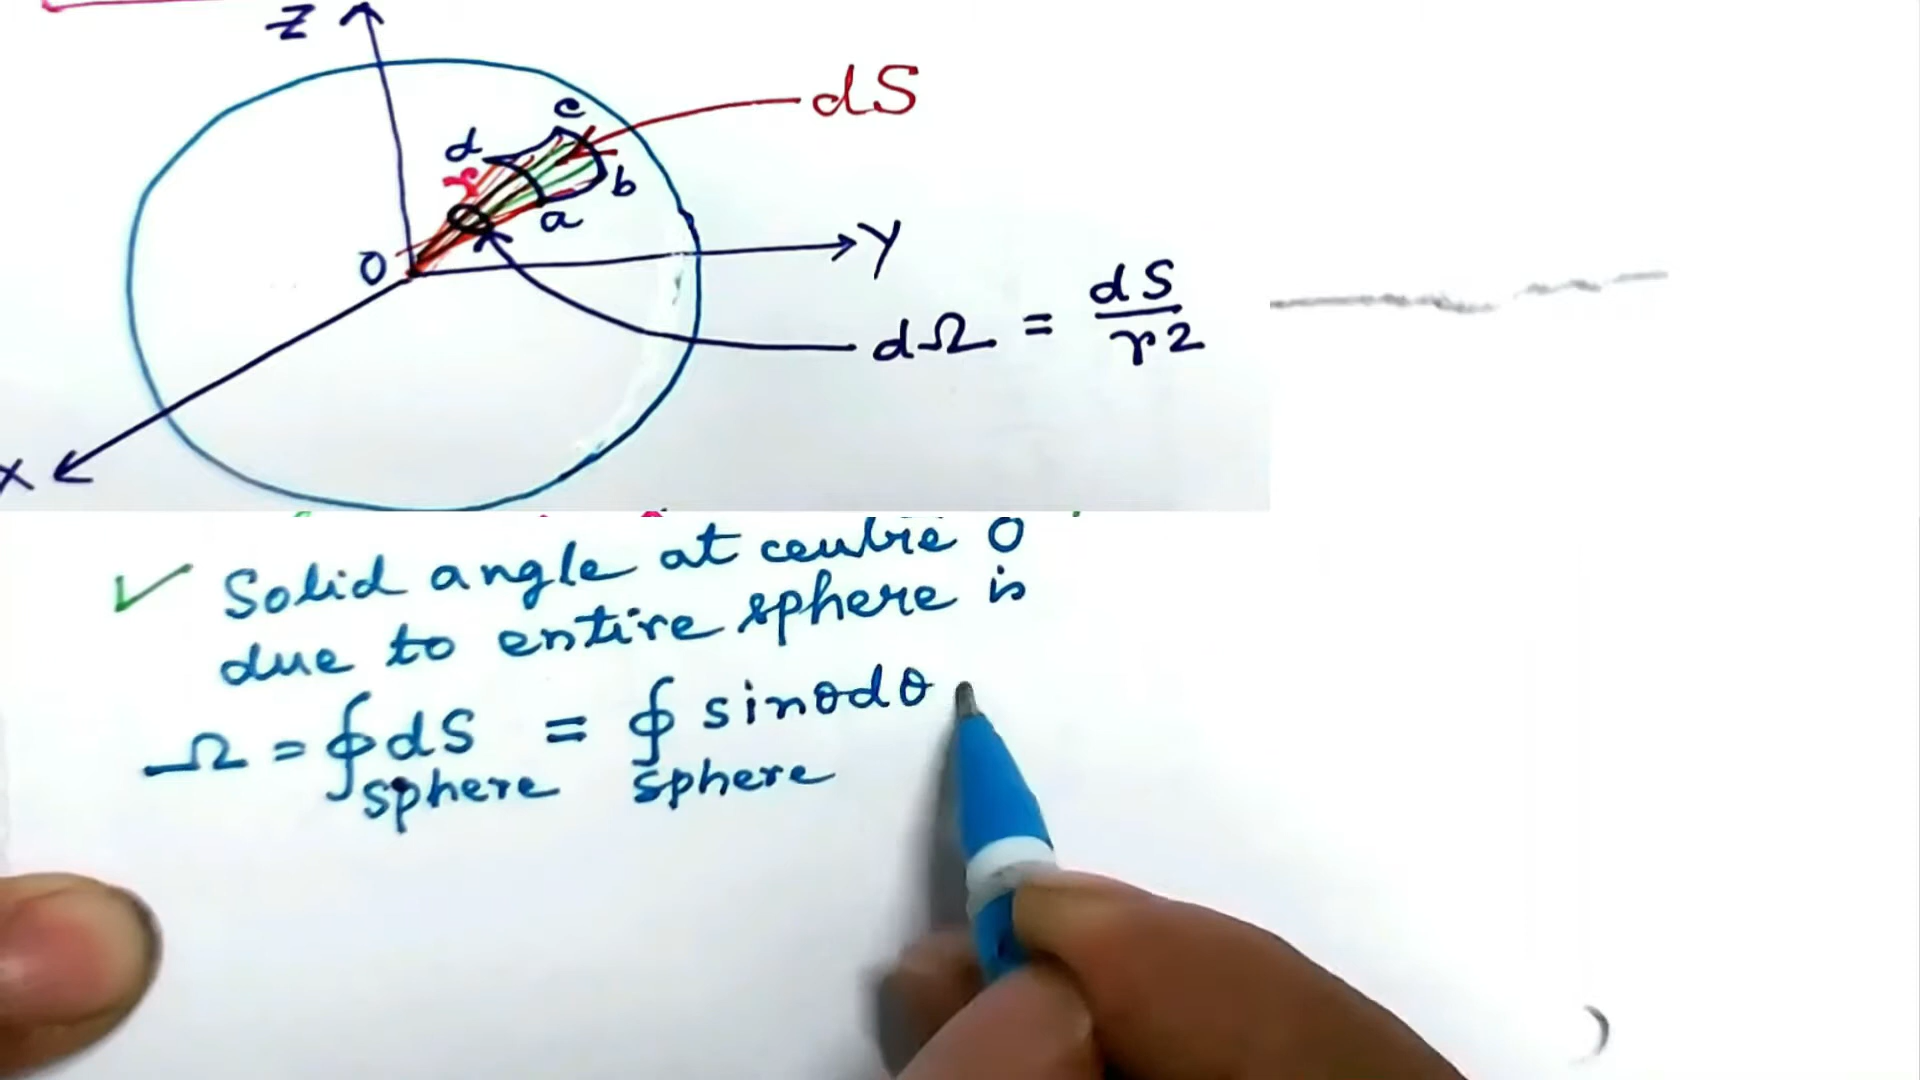 Z
dS
c
d
r
b
a
O
Y
dΩ = dS/r2
X
Solid angle at centre O
due to entire sphere is
Ω = ∮ dS = ∮ sinθdθ
sphere sphere